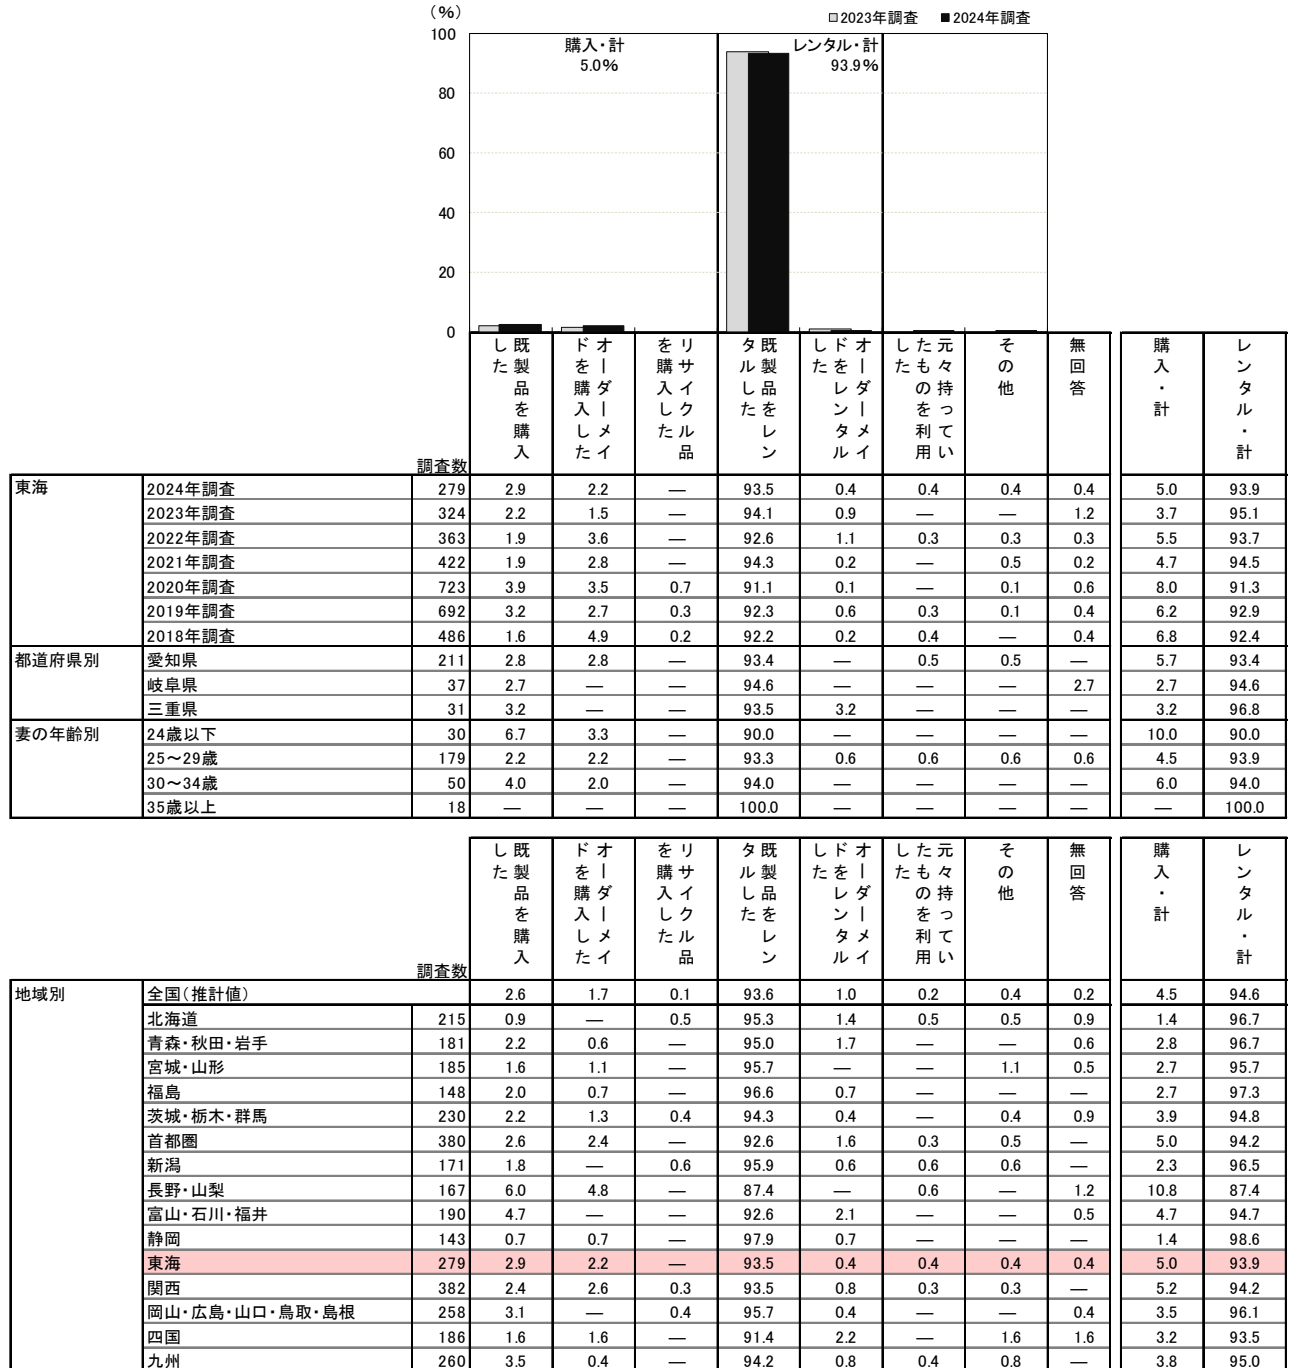 (%)
□2023年調査 ■2024年調査
購入・計
5.0%
レンタル・計
93.9%
100
80
60
40
20
0
調査数 既製品を購入した オーダーメイドを購入した リサイクル品を購入した 既製品をレンタルした オーダーメイドをレンタルした 元々持っていたものを利用した その他 無回答 購入・計 レンタル・計
東海 2024年調査 279 2.9 2.2 — 93.5 0.4 0.4 0.4 0.4 5.0 93.9
2023年調査 324 2.2 1.5 — 94.1 0.9 — — 1.2 3.7 95.1
2022年調査 363 1.9 3.6 — 92.6 1.1 0.3 0.3 0.3 5.5 93.7
2021年調査 422 1.9 2.8 — 94.3 0.2 — 0.5 0.2 4.7 94.5
2020年調査 723 3.9 3.5 0.7 91.1 0.1 — 0.1 0.6 8.0 91.3
2019年調査 692 3.2 2.7 0.3 92.3 0.6 0.3 0.1 0.4 6.2 92.9
2018年調査 486 1.6 4.9 0.2 92.2 0.2 0.4 — 0.4 6.8 92.4
都道府県別 愛知県 211 2.8 2.8 — 93.4 — 0.5 0.5 — 5.7 93.4
岐阜県 37 2.7 — — 94.6 — — — 2.7 2.7 94.6
三重県 31 3.2 — — 93.5 3.2 — — — 3.2 96.8
妻の年齢別 24歳以下 30 6.7 3.3 — 90.0 — — — — 10.0 90.0
25～29歳 179 2.2 2.2 — 93.3 0.6 0.6 0.6 0.6 4.5 93.9
30～34歳 50 4.0 2.0 — 94.0 — — — — 6.0 94.0
35歳以上 18 — — — 100.0 — — — — — 100.0
調査数 既製品を購入した オーダーメイドを購入した リサイクル品を購入した 既製品をレンタルした オーダーメイドをレンタルした 元々持っていたものを利用した その他 無回答 購入・計 レンタル・計
地域別 全国(推計値) 2.6 1.7 0.1 93.6 1.0 0.2 0.4 0.2 4.5 94.6
北海道 215 0.9 — 0.5 95.3 1.4 0.5 0.5 0.9 1.4 96.7
青森・秋田・岩手 181 2.2 0.6 — 95.0 1.7 — — 0.6 2.8 96.7
宮城・山形 185 1.6 1.1 — 95.7 — — 1.1 0.5 2.7 95.7
福島 148 2.0 0.7 — 96.6 0.7 — — — 2.7 97.3
茨城・栃木・群馬 230 2.2 1.3 0.4 94.3 0.4 — 0.4 0.9 3.9 94.8
首都圏 380 2.6 2.4 — 92.6 1.6 0.3 0.5 — 5.0 94.2
新潟 171 1.8 — 0.6 95.9 0.6 0.6 0.6 — 2.3 96.5
長野・山梨 167 6.0 4.8 — 87.4 — 0.6 — 1.2 10.8 87.4
富山・石川・福井 190 4.7 — — 92.6 2.1 — — 0.5 4.7 94.7
静岡 143 0.7 0.7 — 97.9 0.7 — — — 1.4 98.6
東海 279 2.9 2.2 — 93.5 0.4 0.4 0.4 0.4 5.0 93.9
関西 382 2.4 2.6 0.3 93.5 0.8 0.3 0.3 — 5.2 94.2
岡山・広島・山口・鳥取・島根 258 3.1 — 0.4 95.7 0.4 — — 0.4 3.5 96.1
四国 186 1.6 1.6 — 91.4 2.2 — 1.6 1.6 3.2 93.5
九州 260 3.5 0.4 — 94.2 0.8 0.4 0.8 — 3.8 95.0